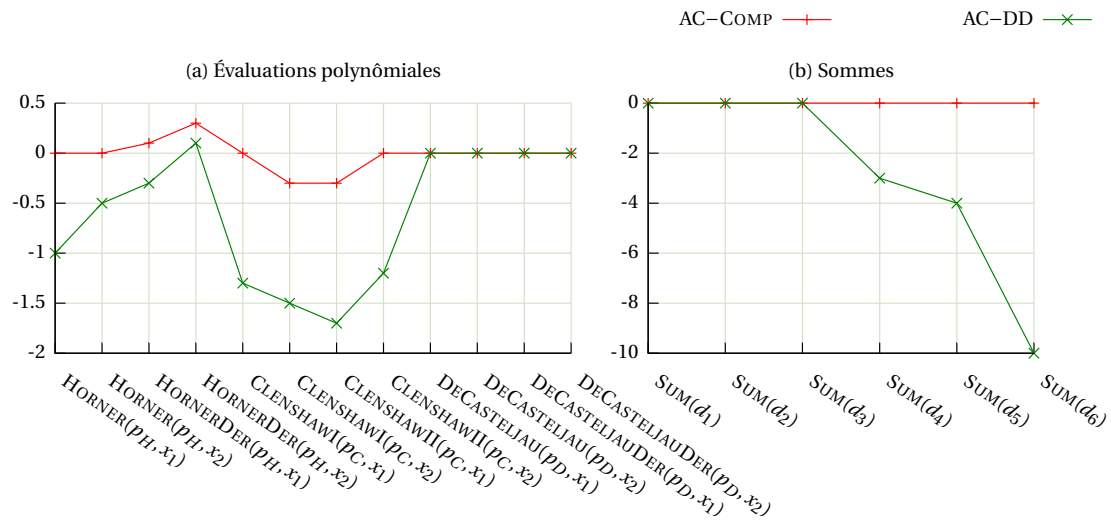 AC−COMP AC−DD
(a) Évaluations polynômiales
(b) Sommes
0.5
0
-0.5
-1
-1.5
-2
HORNER(pH, x1)
HORNER(pH, x2)
HORNERDER(pH, x1)
HORNERDER(pH, x2)
CLENSHAWI(pC, x1)
CLENSHAWI(pC, x2)
CLENSHAWII(pC, x1)
CLENSHAWII(pC, x2)
DECASTELJAU(pD, x1)
DECASTELJAU(pD, x2)
DECASTELJAUDER(pD, x1)
DECASTELJAUDER(pD, x2)
0
-2
-4
-6
-8
-10
SUM(d1)
SUM(d2)
SUM(d3)
SUM(d4)
SUM(d5)
SUM(d6)